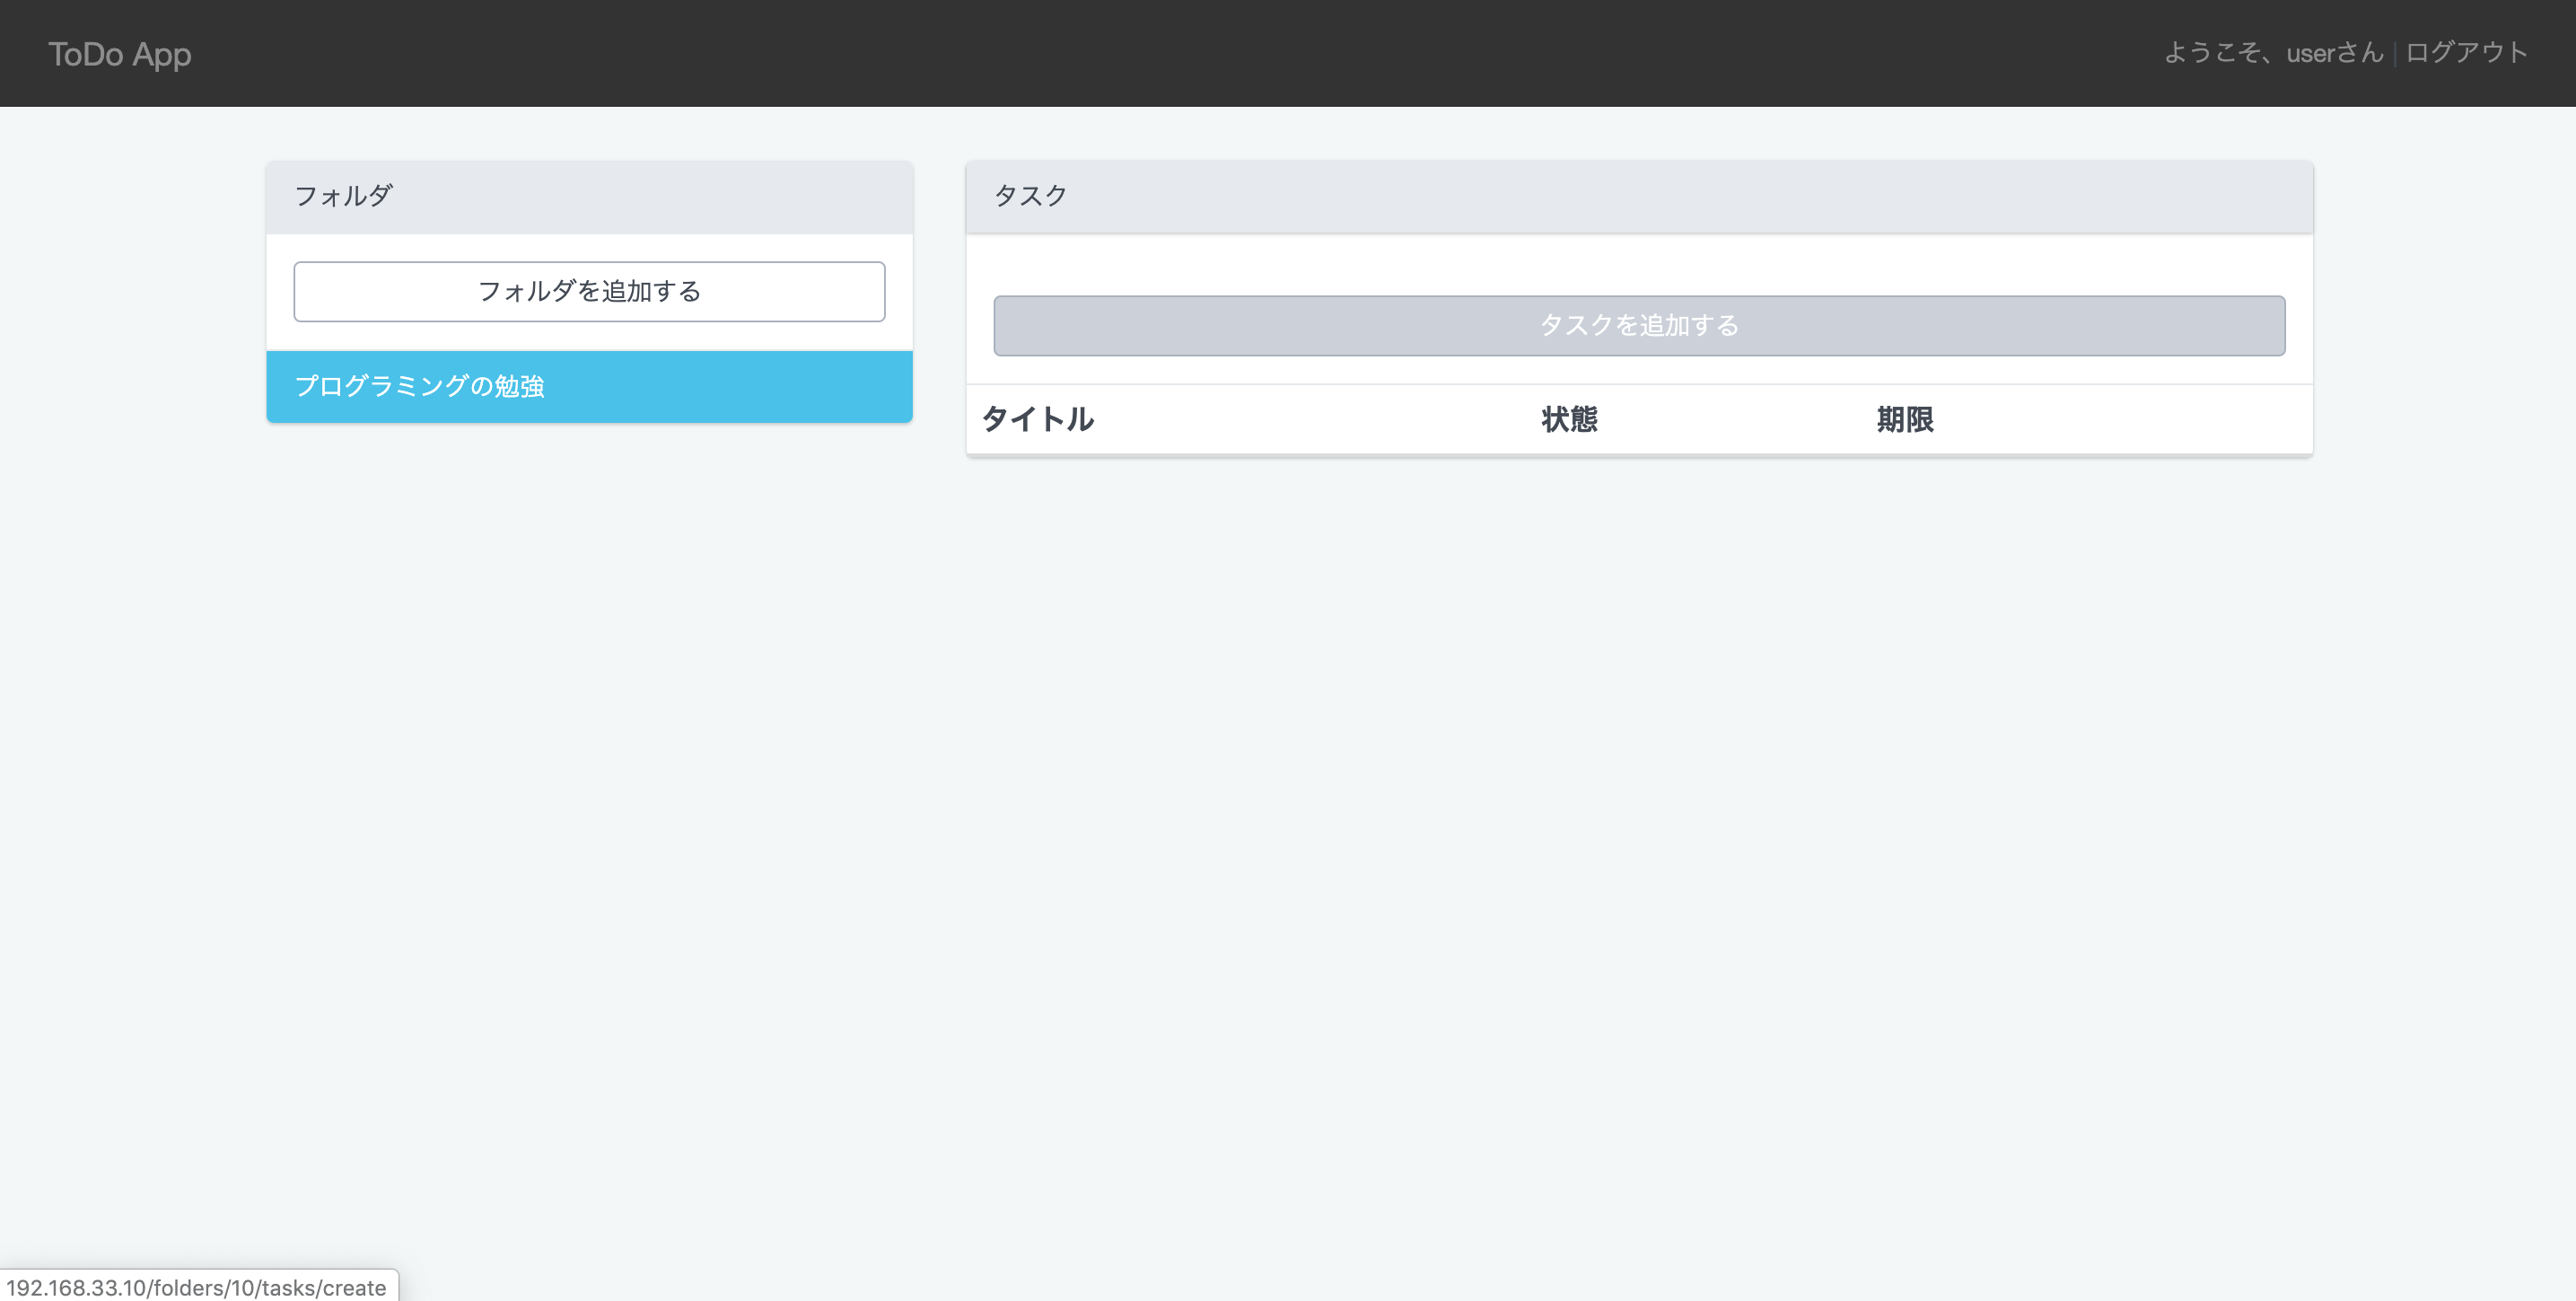 ToDo App
ようこそ、userさん | ログアウト
フォルダ
フォルダを追加する
プログラミングの勉強
タスク
タスクを追加する
タイトル 状態 期限
192.168.33.10/folders/10/tasks/create